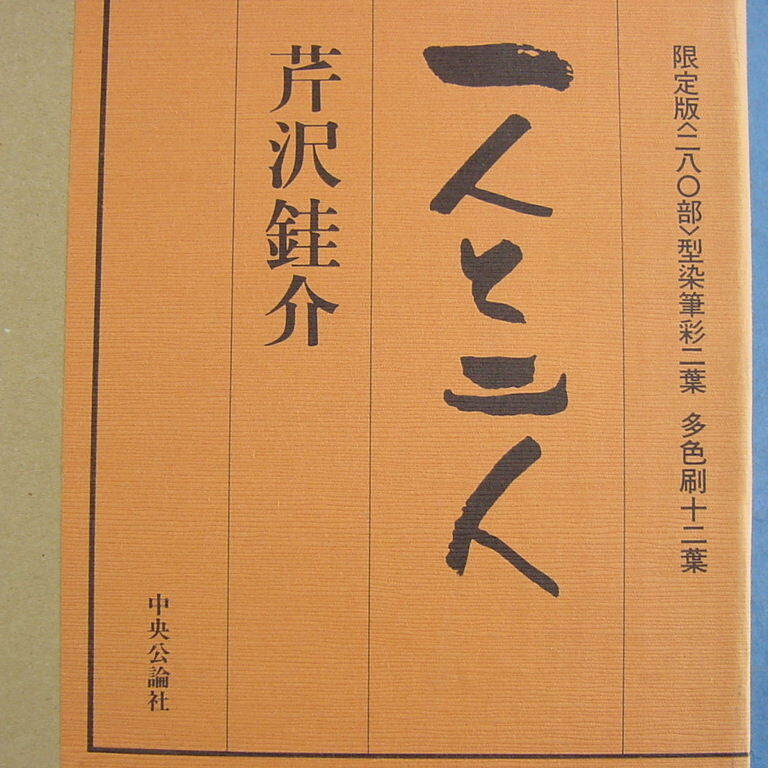 限定版〈二八〇部〉型染筆彩二葉 多色刷十二葉
一人と二人
芹沢銈介
中央公論社